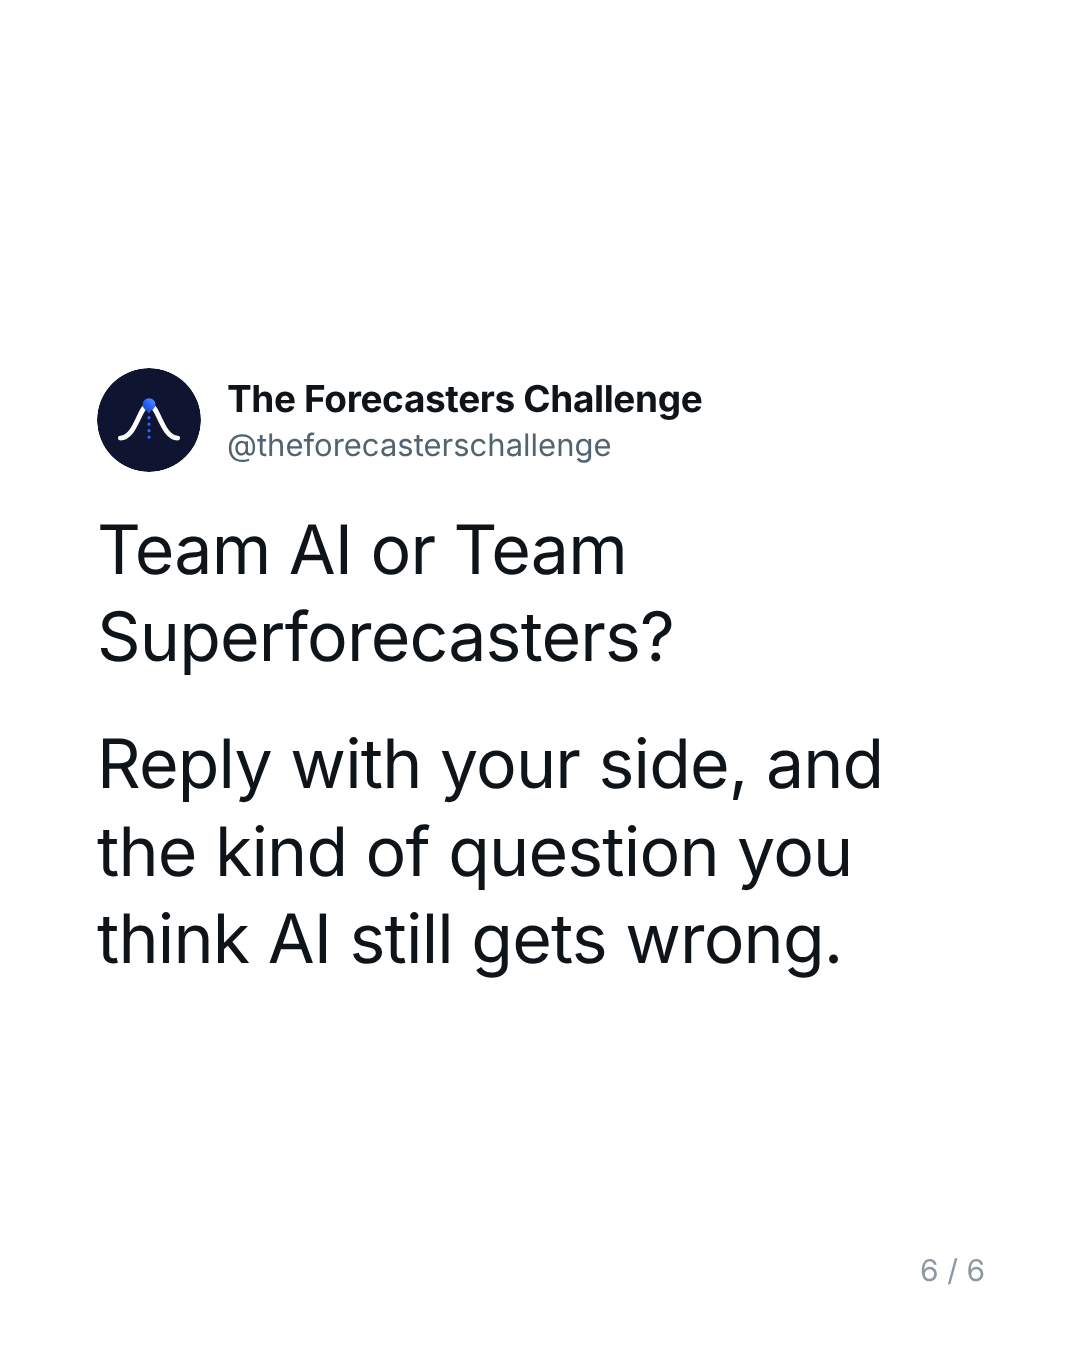 The Forecasters Challenge
@theforecasterschallenge
Team AI or Team
Superforecasters?
Reply with your side, and
the kind of question you
think AI still gets wrong.
6 / 6